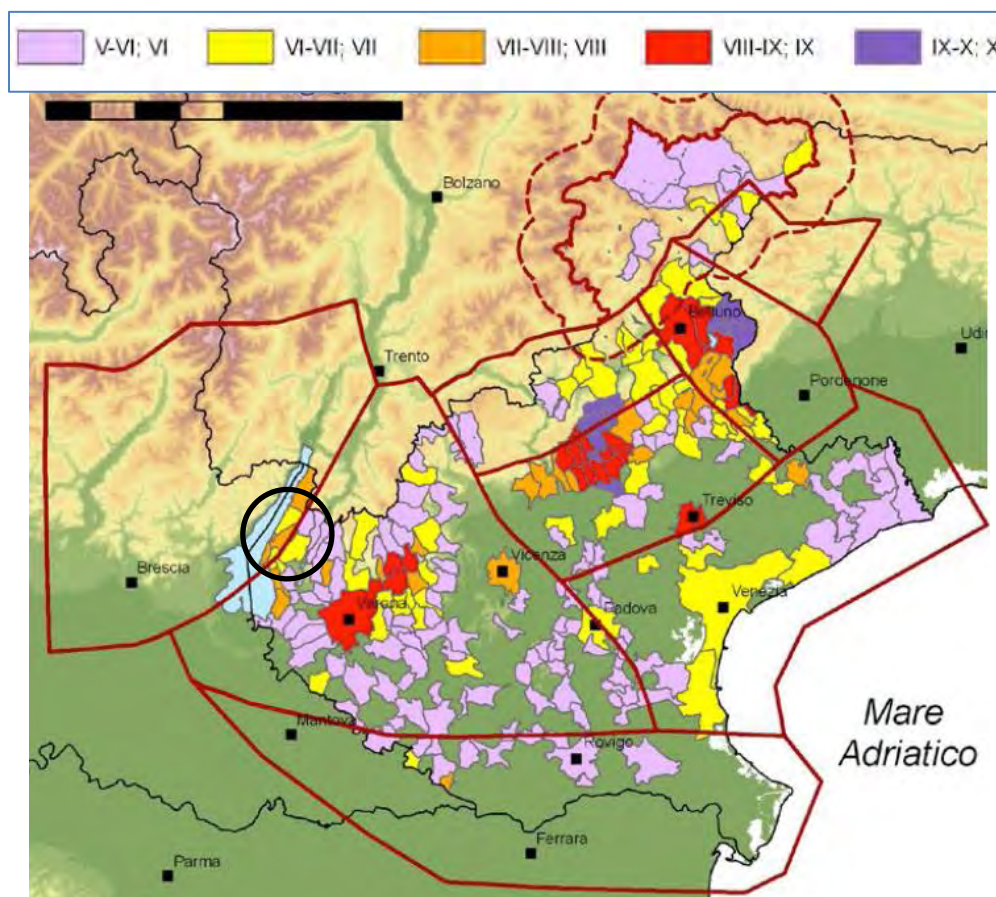 V-VI; VI
VI-VII; VII
VII-VIII; VIII
VIII-IX; IX
IX-X; X
Bolzano
Belluno
Udin
Trento
Pordenone
Treviso
Brescia
Vicenza
Venezia
Verona
Padova
Mare
Adriatico
Mantova
Rovigo
Ferrara
Parma